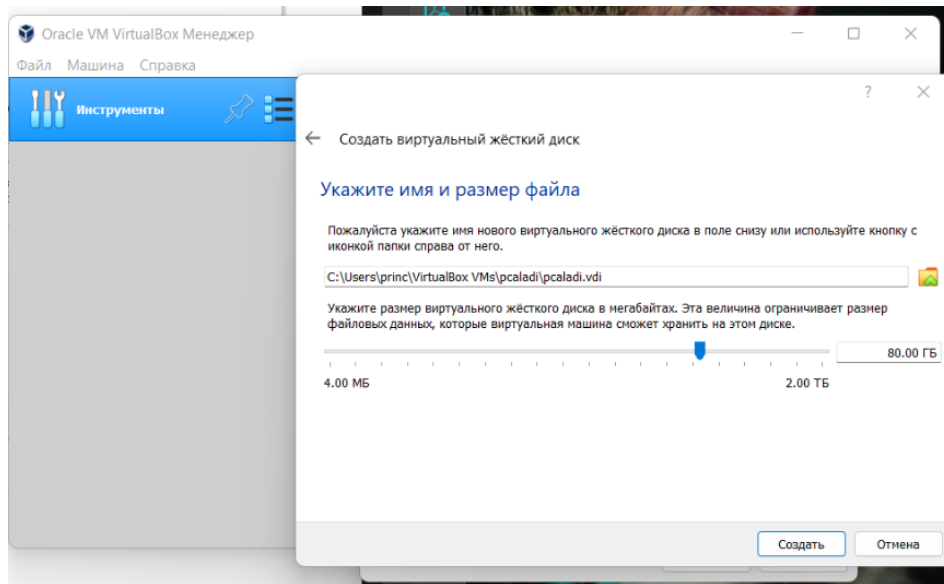 Oracle VM VirtualBox Менеджер
Файл Машина Справка
Инструменты
?
Создать виртуальный жёсткий диск
Укажите имя и размер файла
Пожалуйста укажите имя нового виртуального жёсткого диска в поле снизу или используйте кнопку с
иконкой папки справа от него.
C:\Users\princ\VirtualBox VMs\pcaladi\pcaladi.vdi
Укажите размер виртуального жёсткого диска в мегабайтах. Эта величина ограничивает размер
файловых данных, которые виртуальная машина сможет хранить на этом диске.
80.00 ГБ
4.00 МБ 2.00 ТБ
Создать Отмена